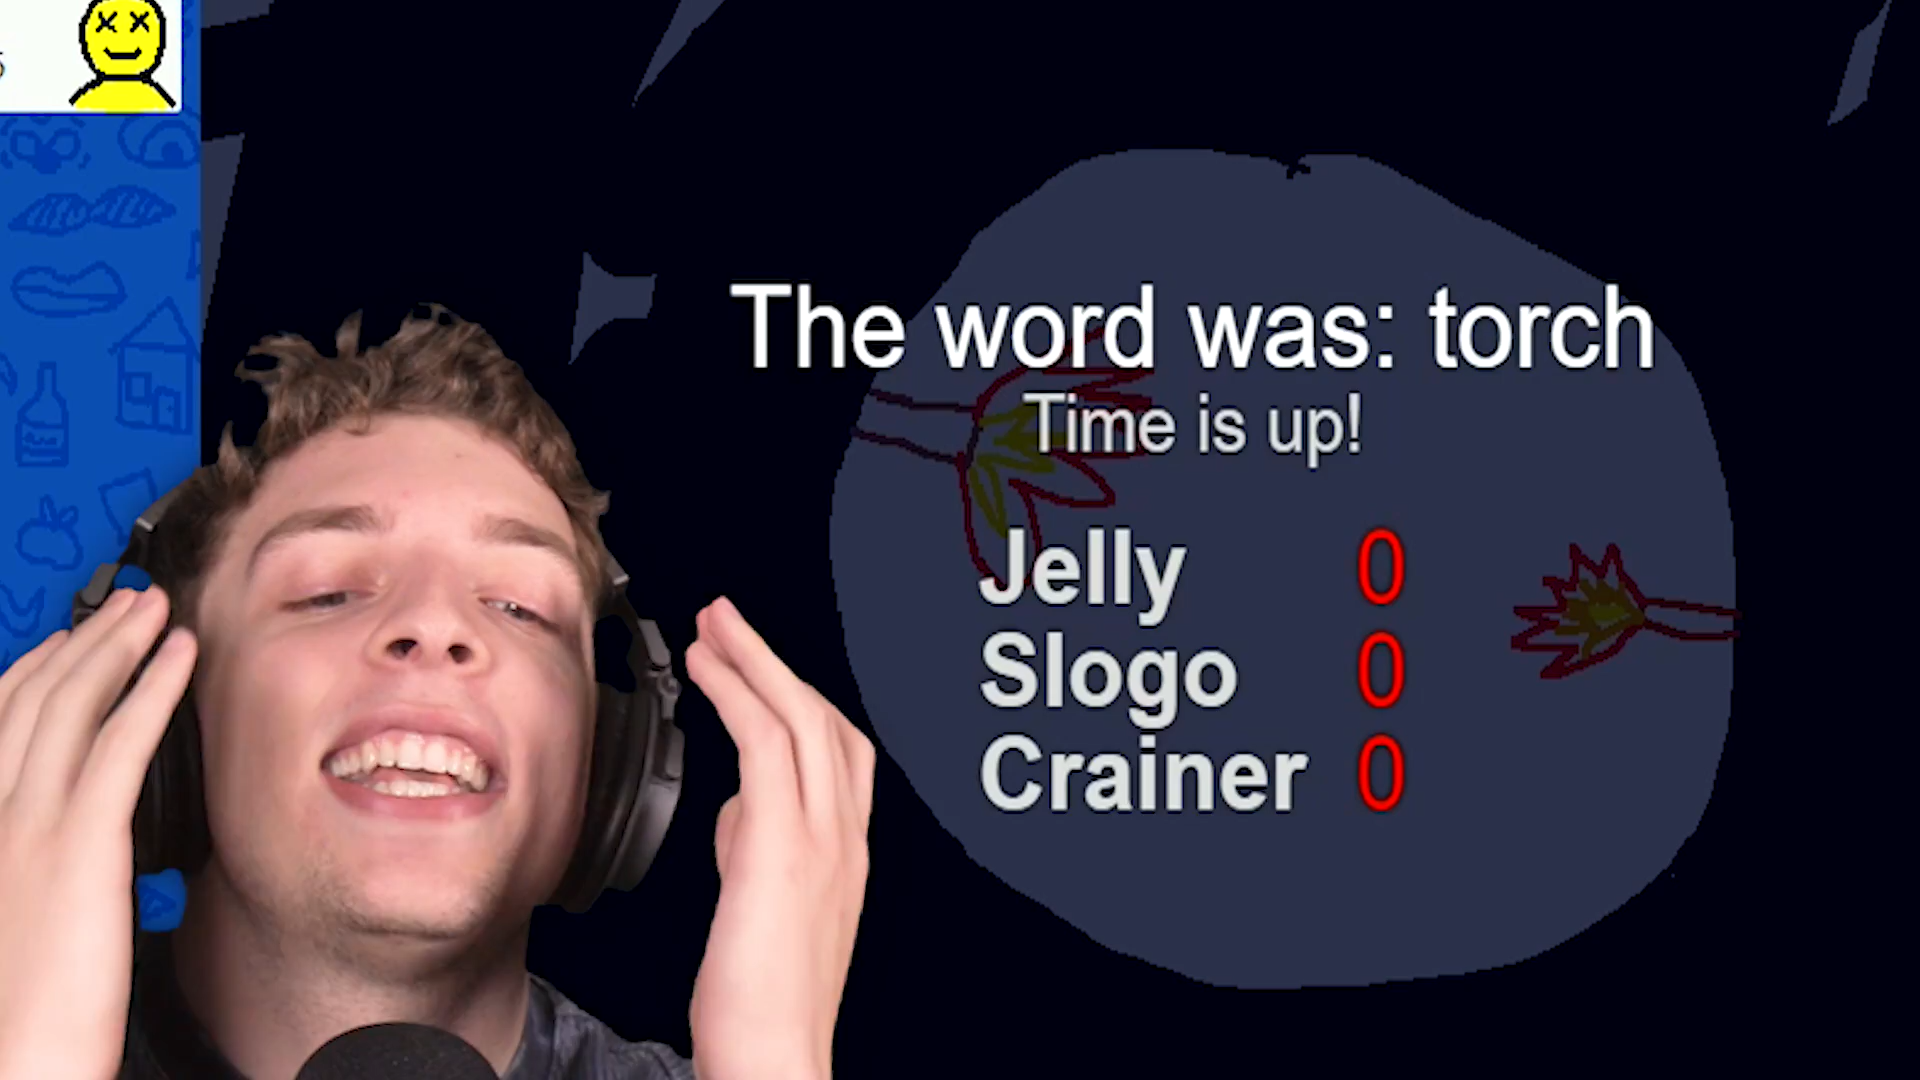 The word was: torch
Time is up!
Jelly 0
Slogo 0
Crainer 0